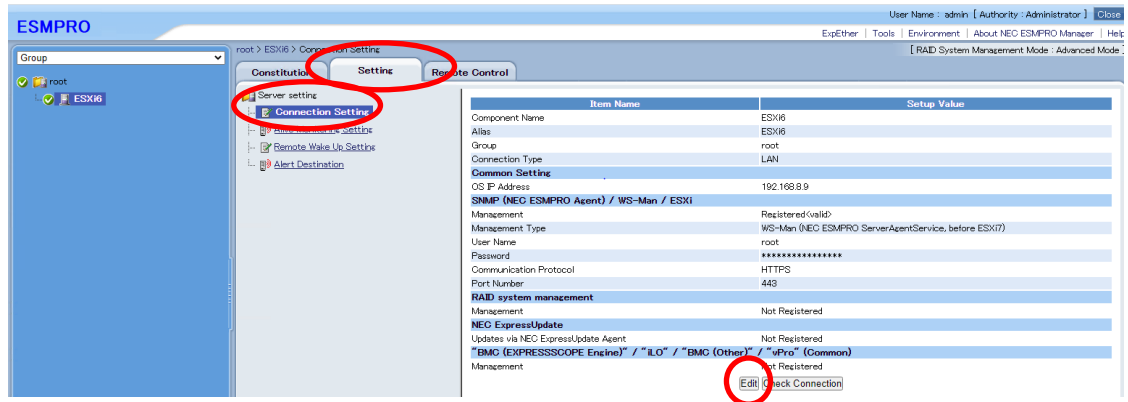 User Name : admin [ Authority : Administrator ] Close
ESMPRO
ExpEther | Tools | Environment | About NEC ESMPRO Manager | Help
Group
root > ESXi6 > Connection Setting
[ RAID System Management Mode : Advanced Mode ]
Constitution Setting Remote Control
root
ESXi6
Server setting
Connection Setting
Alive Monitoring Setting
Remote Wake Up Setting
Alert Destination
Item Name Setup Value
Component Name ESXi6
Alias ESXi6
Group root
Connection Type LAN
Common Setting
OS IP Address 192.168.8.9
SNMP (NEC ESMPRO Agent) / WS-Man / ESXi
Management Registered<valid>
Management Type WS-Man (NEC ESMPRO ServerAgentService, before ESXi7)
User Name root
Password ****************
Communication Protocol HTTPS
Port Number 443
RAID system management
Management Not Registered
NEC ExpressUpdate
Updates via NEC ExpressUpdate Agent Not Registered
"BMC (EXPRESSSCOPE Engine)" / "iLO" / "BMC (Other)" / "vPro" (Common)
Management Not Registered
Edit Check Connection